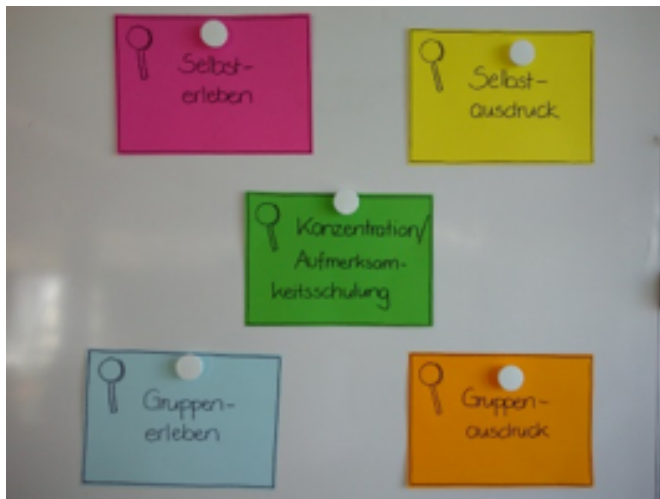 Selbst-
erleben
Selbst-
ausdruck
Konzentration/
Aufmerksam-
keitsschulung
Gruppen-
erleben
Gruppen-
ausdruck